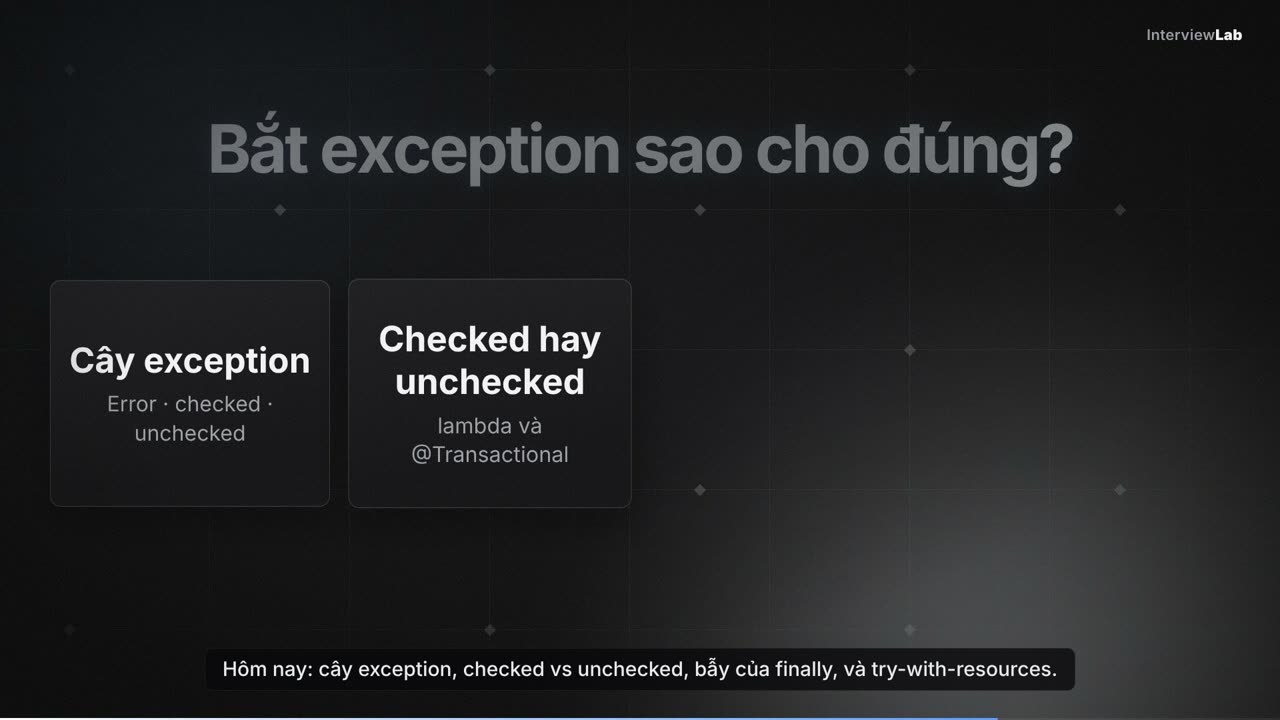 InterviewLab
Bắt exception sao cho đúng?
Cây exception
Error · checked ·
unchecked
Checked hay
unchecked
lambda và
@Transactional
Hôm nay: cây exception, checked vs unchecked, bẫy của finally, và try-with-resources.